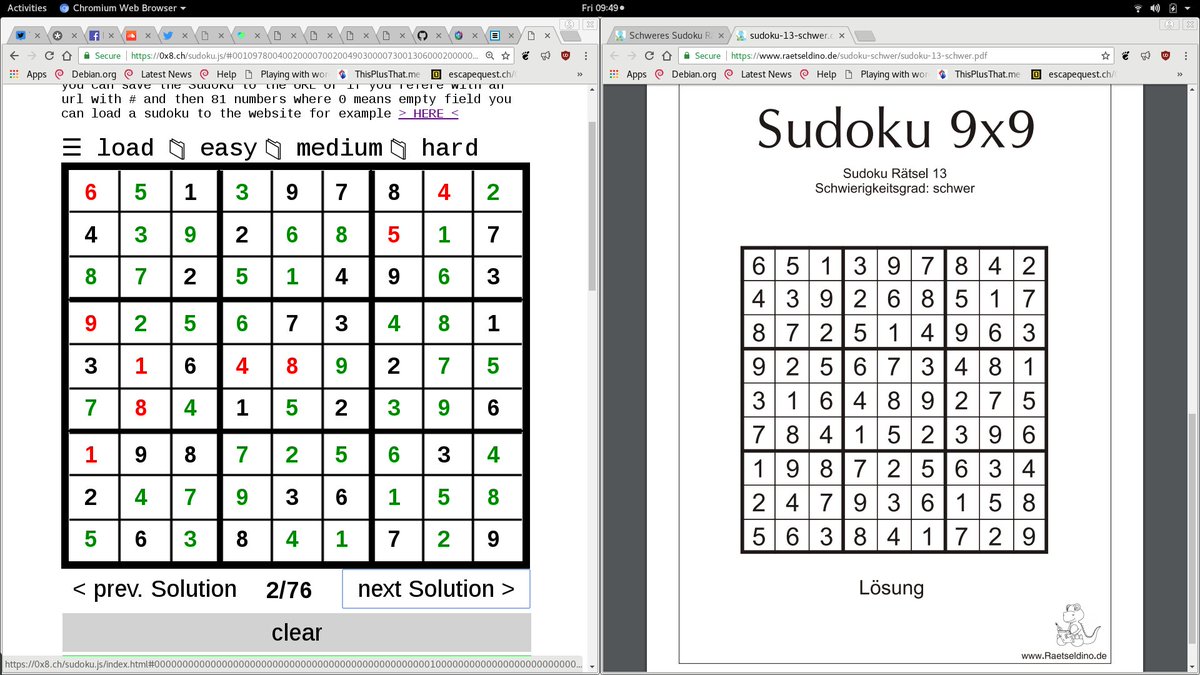 Activities Chromium Web Browser Fri 09:49
Secure https://0x8.ch/sudoku.js/#001097800400200007002004903000073001306000200000...
Apps Debian.org Latest News Help Playing with wor ThisPlusThat.me escapequest.ch/ »
you can save the Sudoku to the URL or if you refere with an
url with # and then 81 numbers where 0 means empty field you
can load a sudoku to the website for example > HERE <
☰ load easy medium hard
6 5 1 3 9 7 8 4 2
4 3 9 2 6 8 5 1 7
8 7 2 5 1 4 9 6 3
9 2 5 6 7 3 4 8 1
3 1 6 4 8 9 2 7 5
7 8 4 1 5 2 3 9 6
1 9 8 7 2 5 6 3 4
2 4 7 9 3 6 1 5 8
5 6 3 8 4 1 7 2 9
< prev. Solution 2/76 next Solution >
clear
Schweres Sudoku R sudoku-13-schwer.
Secure https://www.raetseldino.de/sudoku-schwer/sudoku-13-schwer.pdf
Apps Debian.org Latest News Help Playing with wor ThisPlusThat.me escapequest.ch/ »
Sudoku 9x9
Sudoku Rätsel 13
Schwierigkeitsgrad: schwer
6 5 1 3 9 7 8 4 2
4 3 9 2 6 8 5 1 7
8 7 2 5 1 4 9 6 3
9 2 5 6 7 3 4 8 1
3 1 6 4 8 9 2 7 5
7 8 4 1 5 2 3 9 6
1 9 8 7 2 5 6 3 4
2 4 7 9 3 6 1 5 8
5 6 3 8 4 1 7 2 9
Lösung
www.Raetseldino.de